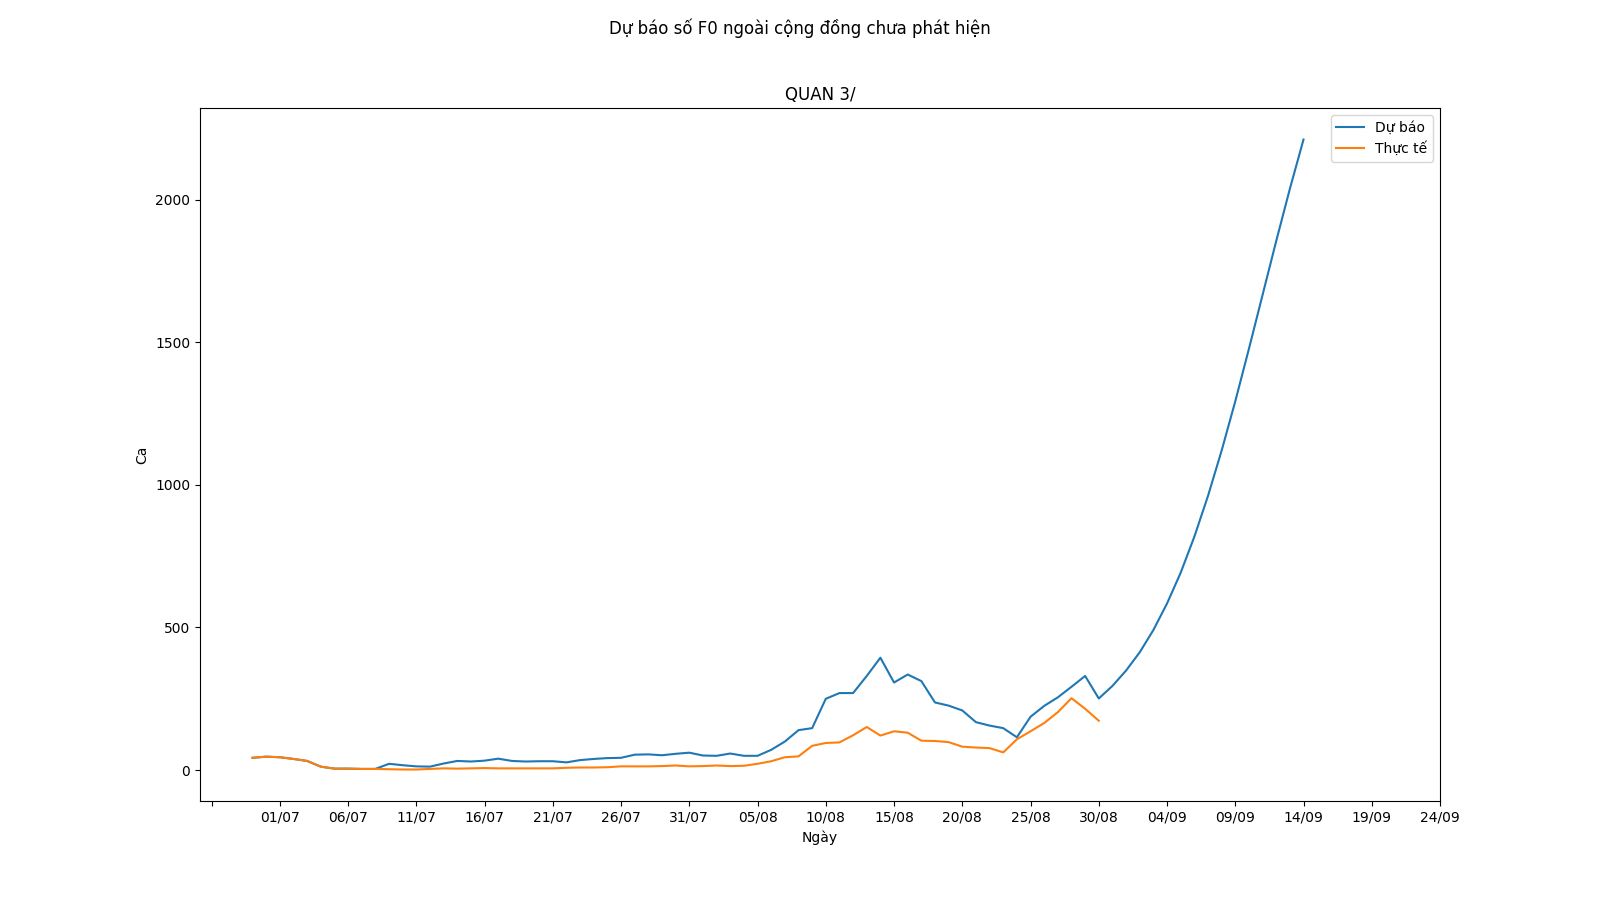 Dự báo số F0 ngoài cộng đồng chưa phát hiện
QUAN 3/
Dự báo
Thực tế
2000
1500
1000
500
0
Ca
01/07 06/07 11/07 16/07 21/07 26/07 31/07 05/08 10/08 15/08 20/08 25/08 30/08 04/09 09/09 14/09 19/09 24/09
Ngày